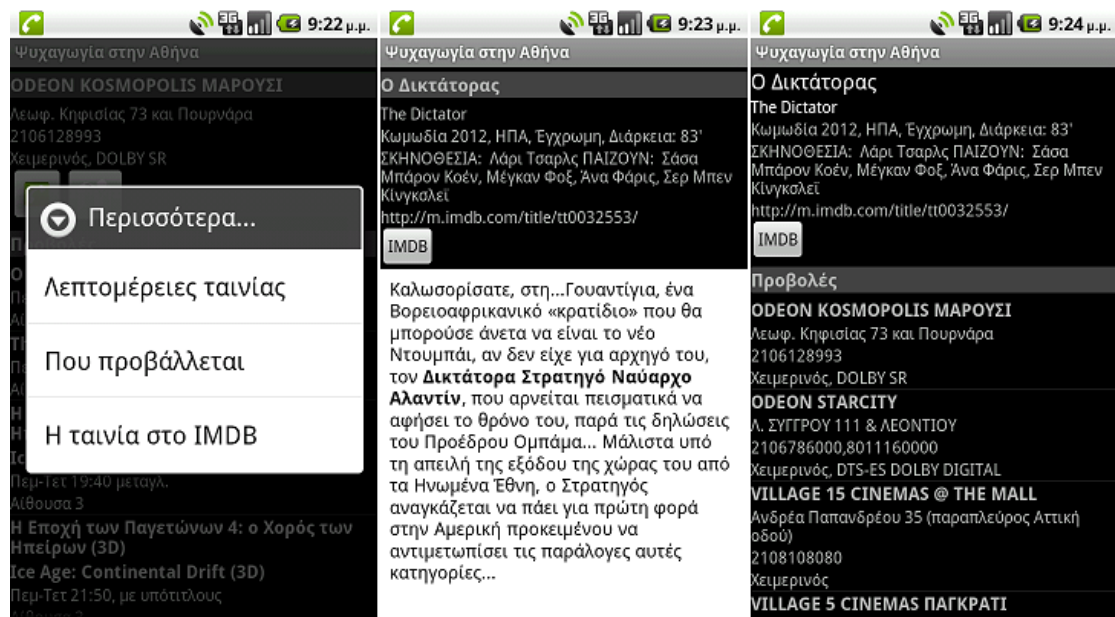 9:22 μ.μ.
Ψυχαγωγία στην Αθήνα
ODEON KOSMOPOLIS ΜΑΡΟΥΣΙ
Λεωφ. Κηφισίας 73 και Πουρνάρα
2106128993
Χειμερινός, DOLBY SR
Περισσότερα...
Λεπτομέρειες ταινίας
Που προβάλλεται
Η ταινία στο IMDB
Πεμ-Τετ 19:40 μεταγλ.
Αίθουσα 3
Η Εποχή των Παγετώνων 4: ο Χορός των
Ηπείρων (3D)
Ice Age: Continental Drift (3D)
Πεμ-Τετ 21:50, με υπότιτλους
3G 9:23 μ.μ.
Ψυχαγωγία στην Αθήνα
Ο Δικτάτορας
The Dictator
Κωμωδία 2012, ΗΠΑ, Έγχρωμη, Διάρκεια: 83'
ΣΚΗΝΟΘΕΣΙΑ: Λάρι Τσαρλς ΠΑΙΖΟΥΝ: Σάσα
Μπάρον Κοέν, Μέγκαν Φοξ, Άνα Φάρις, Σερ Μπεν
Κίνγκσλεϊ
http://m.imdb.com/title/tt0032553/
IMDB
Καλωσορίσατε, στη...Γουαντίγια, ένα
Βορειοαφρικανικό «κρατίδιο» που θα
μπορούσε άνετα να είναι το νέο
Ντουμπάι, αν δεν είχε για αρχηγό του,
τον Δικτάτορα Στρατηγό Ναύαρχο
Αλαντίν, που αρνείται πεισματικά να
αφήσει το θρόνο του, παρά τις δηλώσεις
του Προέδρου Ομπάμα... Μάλιστα υπό
τη απειλή της εξόδου της χώρας του από
τα Ηνωμένα Έθνη, ο Στρατηγός
αναγκάζεται να πάει για πρώτη φορά
στην Αμερική προκειμένου να
αντιμετωπίσει τις παράλογες αυτές
κατηγορίες...
3G 9:24 μ.μ.
Ψυχαγωγία στην Αθήνα
Ο Δικτάτορας
The Dictator
Κωμωδία 2012, ΗΠΑ, Έγχρωμη, Διάρκεια: 83'
ΣΚΗΝΟΘΕΣΙΑ: Λάρι Τσαρλς ΠΑΙΖΟΥΝ: Σάσα
Μπάρον Κοέν, Μέγκαν Φοξ, Άνα Φάρις, Σερ Μπεν
Κίνγκσλεϊ
http://m.imdb.com/title/tt0032553/
IMDB
Προβολές
ODEON KOSMOPOLIS ΜΑΡΟΥΣΙ
Λεωφ. Κηφισίας 73 και Πουρνάρα
2106128993
Χειμερινός, DOLBY SR
ODEON STARCITY
Λ. ΣΥΓΓΡΟΥ 111 & ΛΕΟΝΤΙΟΥ
2106786000,8011160000
Χειμερινός, DTS-ES DOLBY DIGITAL
VILLAGE 15 CINEMAS @ THE MALL
Ανδρέα Παπανδρέου 35 (παραπλεύρος Αττική
οδού)
2108108080
Χειμερινός
VILLAGE 5 CINEMAS ΠΑΓΚΡΑΤΙ